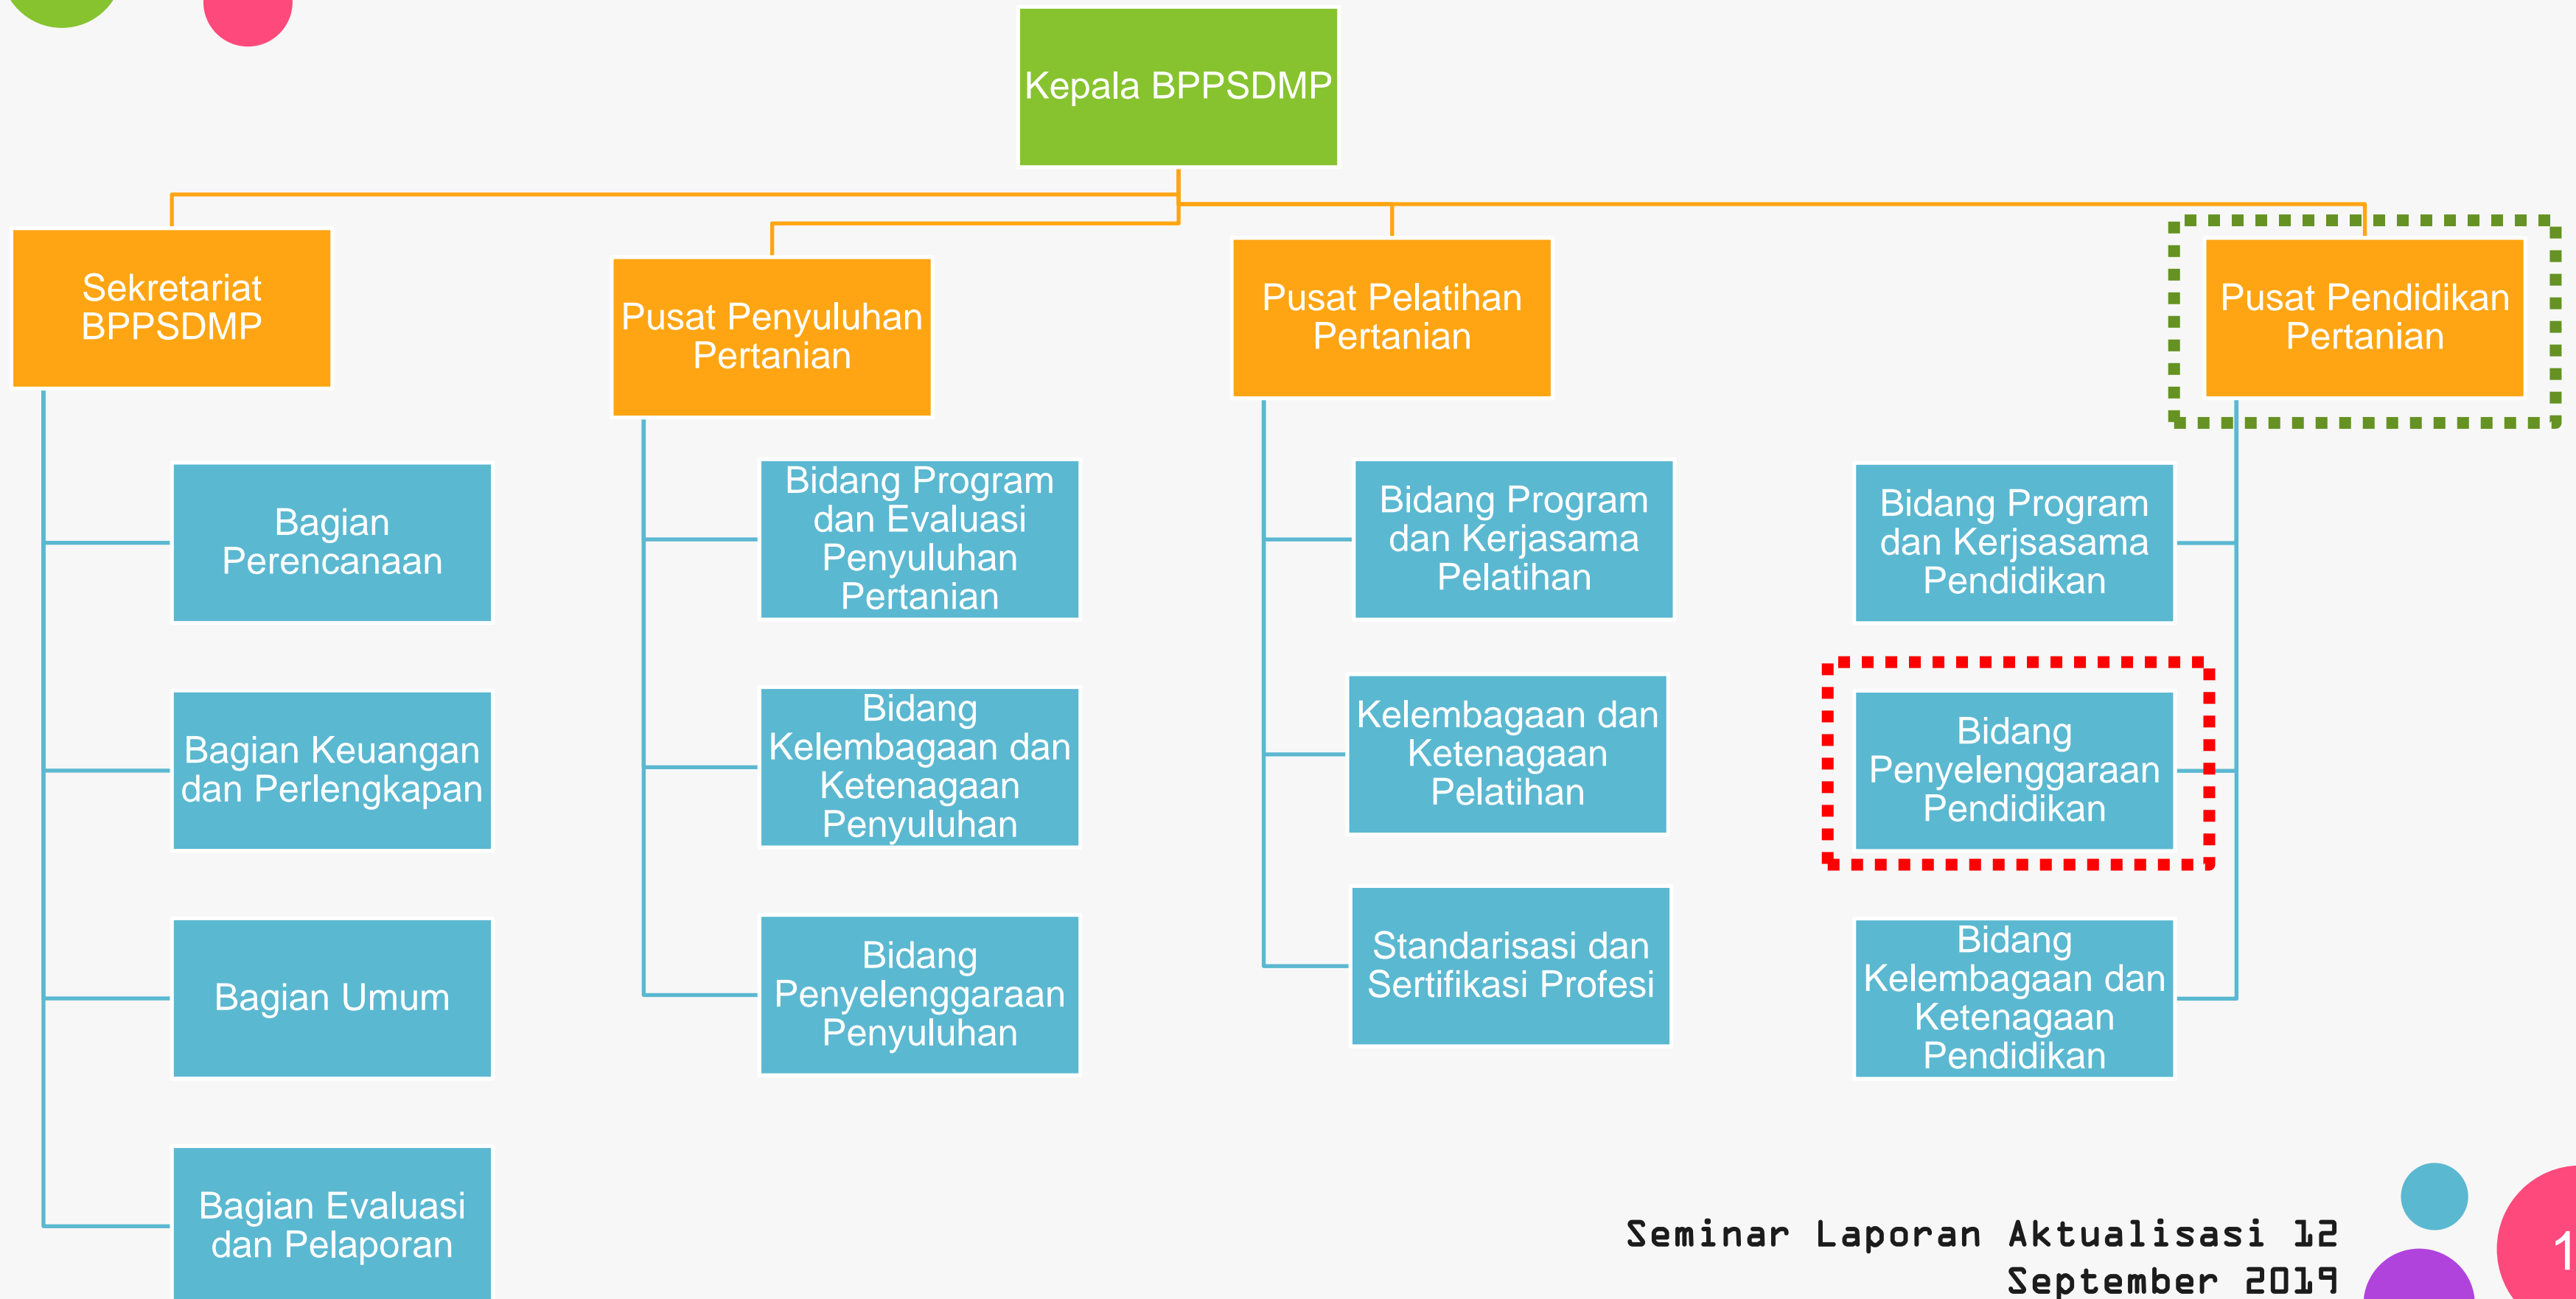 Kepala BPPSDMP
Sekretariat
BPPSDMP
Pusat Penyuluhan
Pertanian
Pusat Pelatihan
Pertanian
Pusat Pendidikan
Pertanian
Bagian
Perencanaan
Bagian Keuangan
dan Perlengkapan
Bagian Umum
Bagian Evaluasi
dan Pelaporan
Bidang Program
dan Evaluasi
Penyuluhan
Pertanian
Bidang
Kelembagaan dan
Ketenagaan
Penyuluhan
Bidang
Penyelenggaraan
Penyuluhan
Bidang Program
dan Kerjasama
Pelatihan
Kelembagaan dan
Ketenagaan
Pelatihan
Standarisasi dan
Sertifikasi Profesi
Bidang Program
dan Kerjsasama
Pendidikan
Bidang
Penyelenggaraan
Pendidikan
Bidang
Kelembagaan dan
Ketenagaan
Pendidikan
Seminar Laporan Aktualisasi 12
September 2019
1